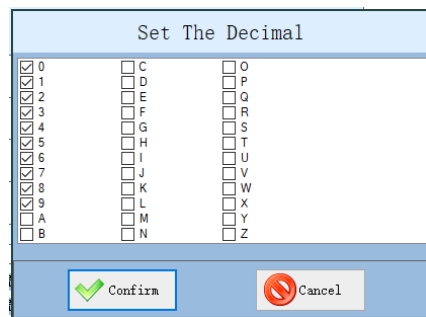 Set The Decimal
0 C O
1 D P
2 E Q
3 F R
4 G S
5 H T
6 I U
7 J V
8 K W
9 L X
A M Y
B N Z
Confirm Cancel